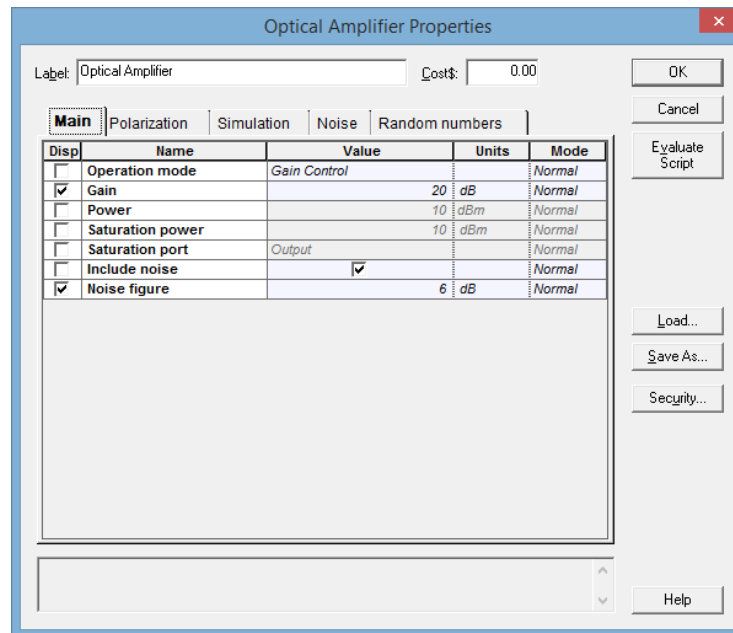 Optical Amplifier Properties
Label: Optical Amplifier Cost$: 0.00 OK
Cancel
Evaluate Script
Main Polarization Simulation Noise Random numbers
Disp Name Value Units Mode
Operation mode Gain Control Normal
Gain 20 dB Normal
Power 10 dBm Normal
Saturation power 10 dBm Normal
Saturation port Output Normal
Include noise Normal
Noise figure 6 dB Normal
Load...
Save As...
Security...
Help